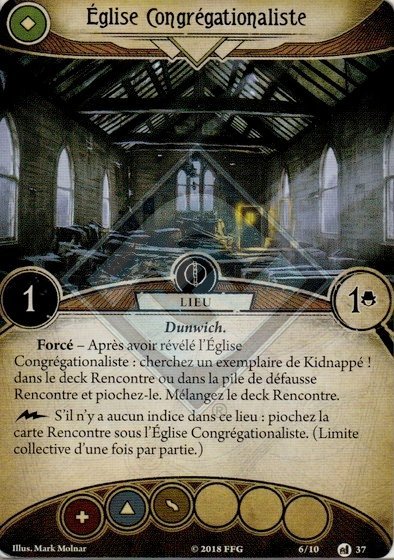 Église Congrégationaliste
1
LIEU
1
Dunwich.
Forcé – Après avoir révélé l'Église
Congrégationaliste : cherchez un exemplaire de Kidnappé !
dans le deck Rencontre ou dans la pile de défausse
Rencontre et piochez-le. Mélangez le deck Rencontre.
S'il n'y a aucun indice dans ce lieu : piochez la
carte Rencontre sous l'Église Congrégationaliste. (Limite
collective d'une fois par partie.)
Illus. Mark Molnar
© 2018 FFG
6/10
37